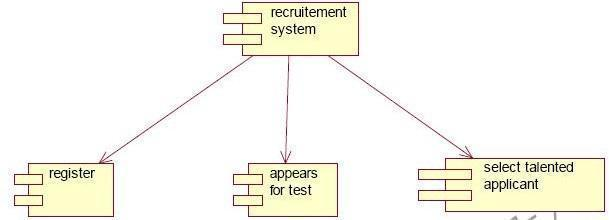 recruitement
system
register
appears
for test
select talented
applicant